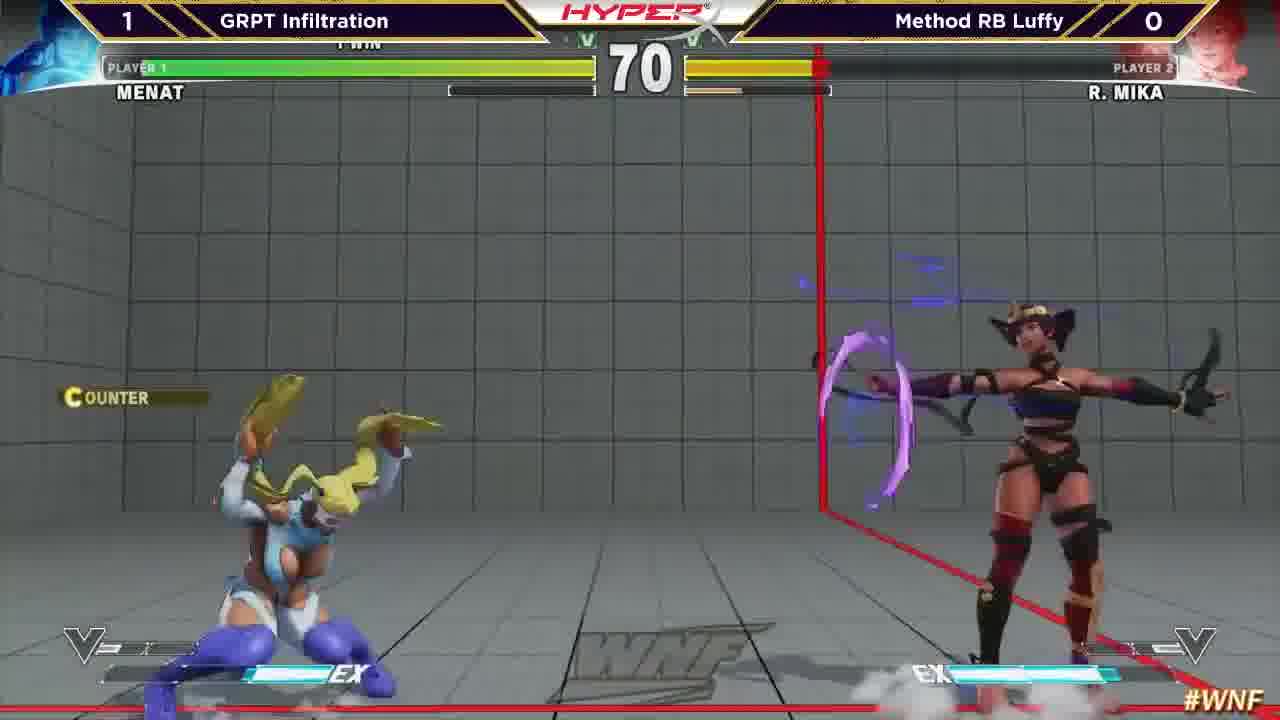 1 GRPT Infiltration HYPERX Method RB Luffy 0
1 WIN V 70 V
PLAYER 1 PLAYER 2
MENAT R. MIKA
COUNTER
WNF
V V
EX EX
#WNF